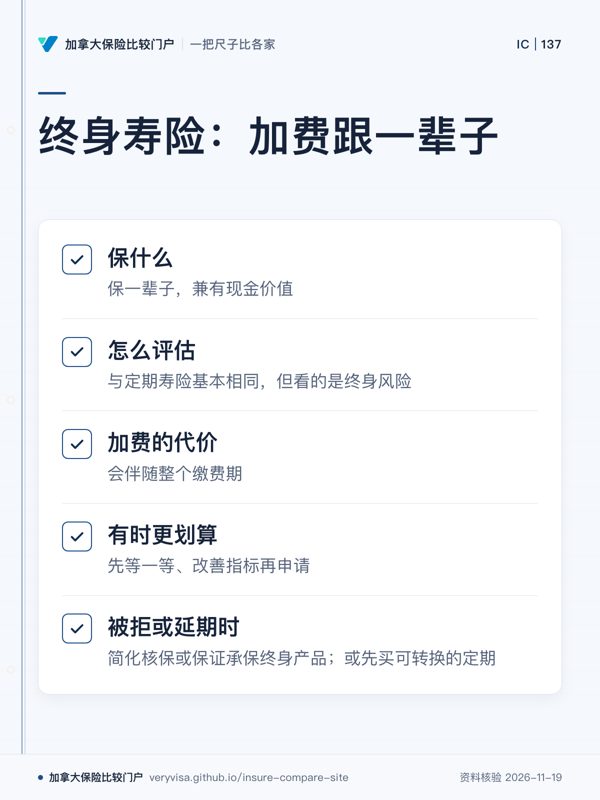 加拿大保险比较门户 | 一把尺子比各家
IC | 137
终身寿险：加费跟一辈子
保什么
保一辈子，兼有现金价值
怎么评估
与定期寿险基本相同，但看的是终身风险
加费的代价
会伴随整个缴费期
有时更划算
先等一等、改善指标再申请
被拒或延期时
简化核保或保证承保终身产品；或先买可转换的定期
加拿大保险比较门户 veryvisa.github.io/insure-compare-site
资料核验 2026-11-19